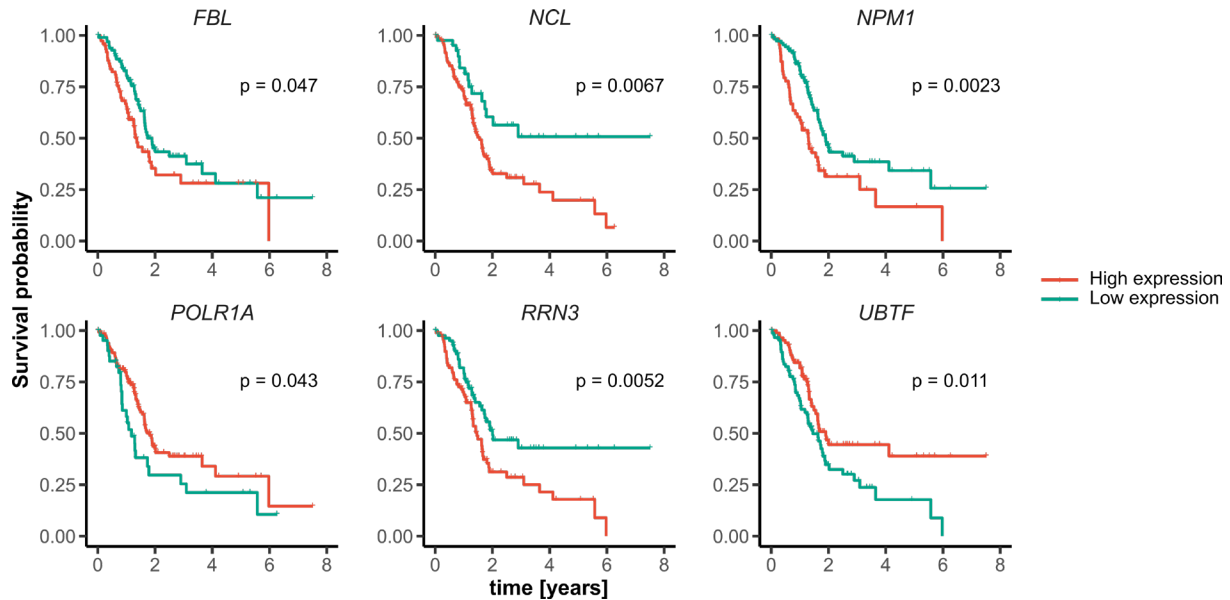 FBL NCL NPM1
1.00 1.00 1.00
p = 0.047 p = 0.0067 p = 0.0023
0.75 0.75 0.75
0.50 0.50 0.50
0.25 0.25 0.25
0.00 0.00 0.00
0 2 4 6 8 0 2 4 6 8 0 2 4 6 8
Survival probability
High expression
Low expression
POLR1A RRN3 UBTF
1.00 1.00 1.00
p = 0.043 p = 0.0052 p = 0.011
0.75 0.75 0.75
0.50 0.50 0.50
0.25 0.25 0.25
0.00 0.00 0.00
0 2 4 6 8 0 2 4 6 8 0 2 4 6 8
time [years]